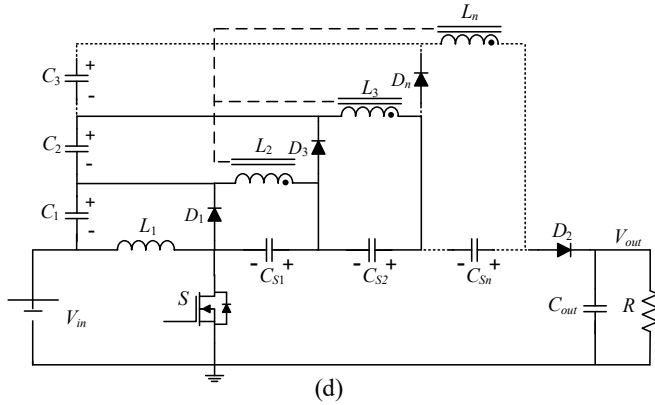 Ln
C3 + -
Dn
L3
C2 + -
L2
D3
C1 + -
L1
D1
D2
Vout
- + - + - +
CS1 CS2 CSn
S
Vin
Cout
R
(d)